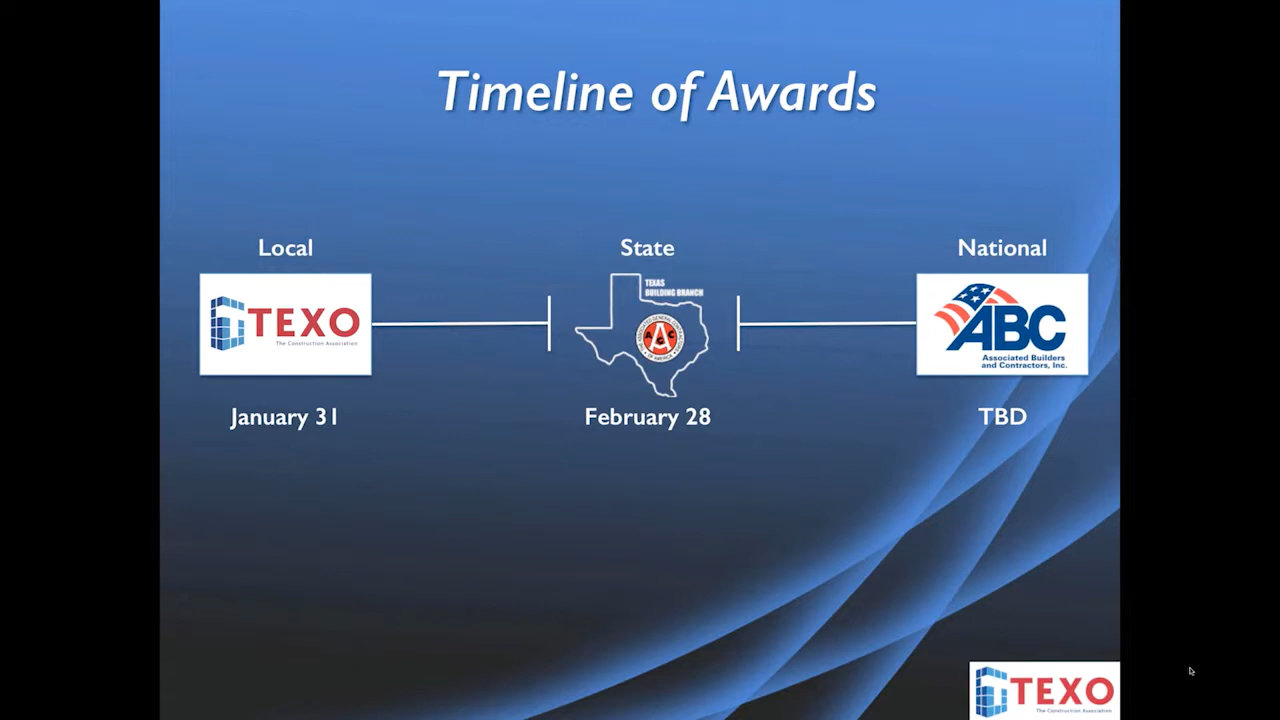 Timeline of Awards
Local
State
National
TEXO
The Construction Association
TEXAS
BUILDING BRANCH
AGC
ABC
Associated Builders
and Contractors, Inc.
January 31
February 28
TBD
TEXO
The Construction Association